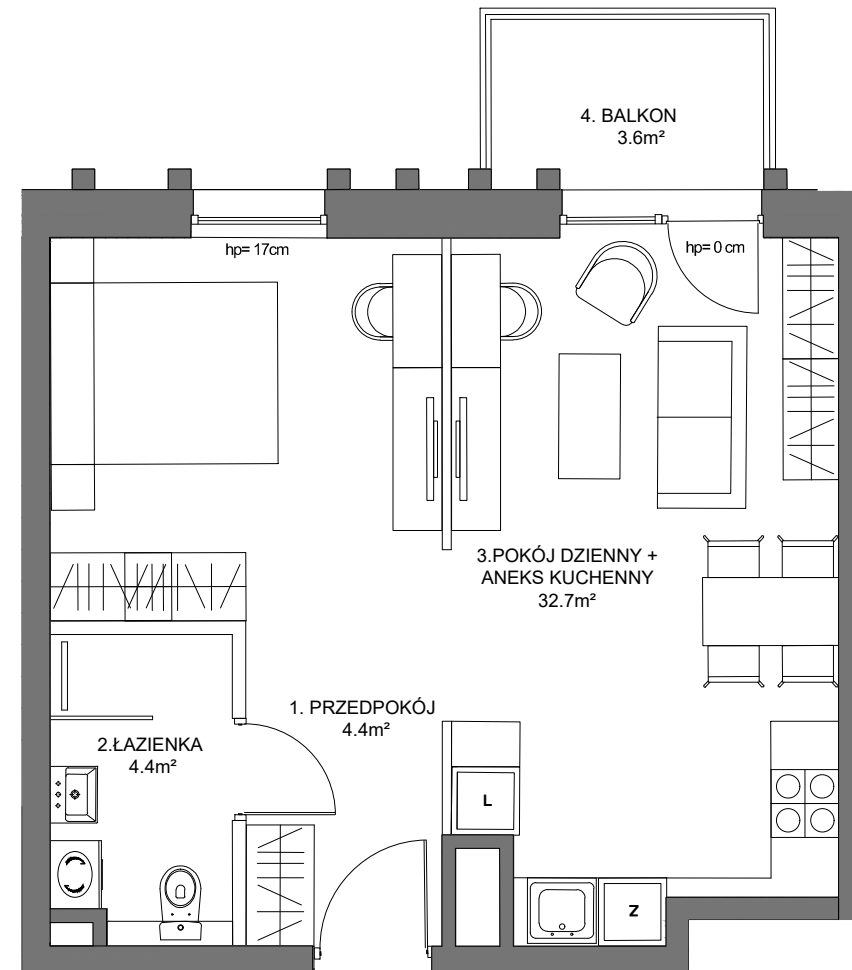 4. BALKON
3.6m²
hp= 17cm
hp= 0 cm
3.POKÓJ DZIENNY +
ANEKS KUCHENNY
32.7m²
1. PRZEDPOKÓJ
4.4m²
2.ŁAZIENKA
4.4m²
L
Z